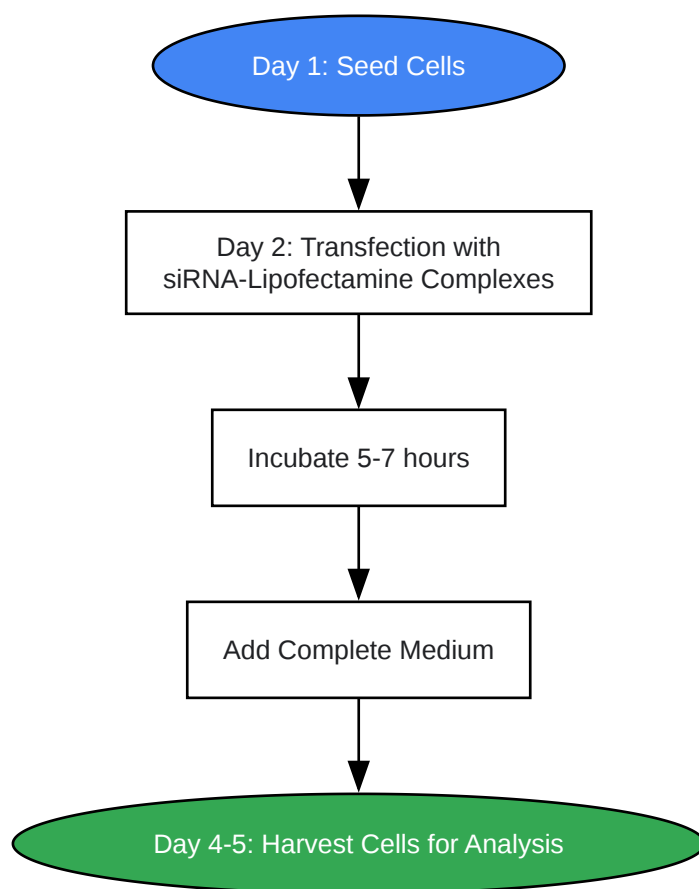 Day 1: Seed Cells
Day 2: Transfection with
siRNA-Lipofectamine Complexes
Incubate 5-7 hours
Add Complete Medium
Day 4-5: Harvest Cells for Analysis